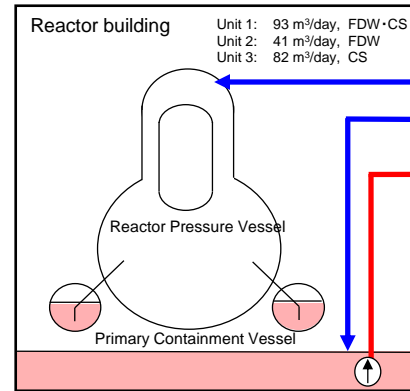 Reactor building
Unit 1: 93 m³/day, FDW・CS
Unit 2: 41 m³/day, FDW
Unit 3: 82 m³/day, CS
Reactor Pressure Vessel
Primary Containment Vessel